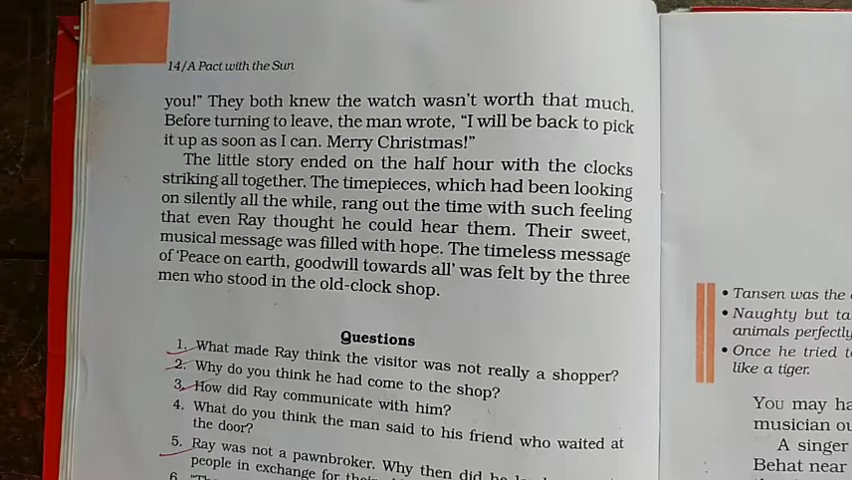 14/A Pact with the Sun
you!” They both knew the watch wasn’t worth that much.
Before turning to leave, the man wrote, “I will be back to pick
it up as soon as I can. Merry Christmas!”
The little story ended on the half hour with the clocks
striking all together. The timepieces, which had been looking
on silently all the while, rang out the time with such feeling
that even Ray thought he could hear them. Their sweet,
musical message was filled with hope. The timeless message
of ‘Peace on earth, goodwill towards all’ was felt by the three
men who stood in the old-clock shop.
Questions
1. What made Ray think the visitor was not really a shopper?
2. Why do you think he had come to the shop?
3. How did Ray communicate with him?
4. What do you think the man said to his friend who waited at
the door?
5. Ray was not a pawnbroker. Why then did he
people in exchange for their
6.
• Tansen was the
• Naughty but
animals perfectly
• Once he tried
like a tiger.
YOU may
musician
A singer
Behat near